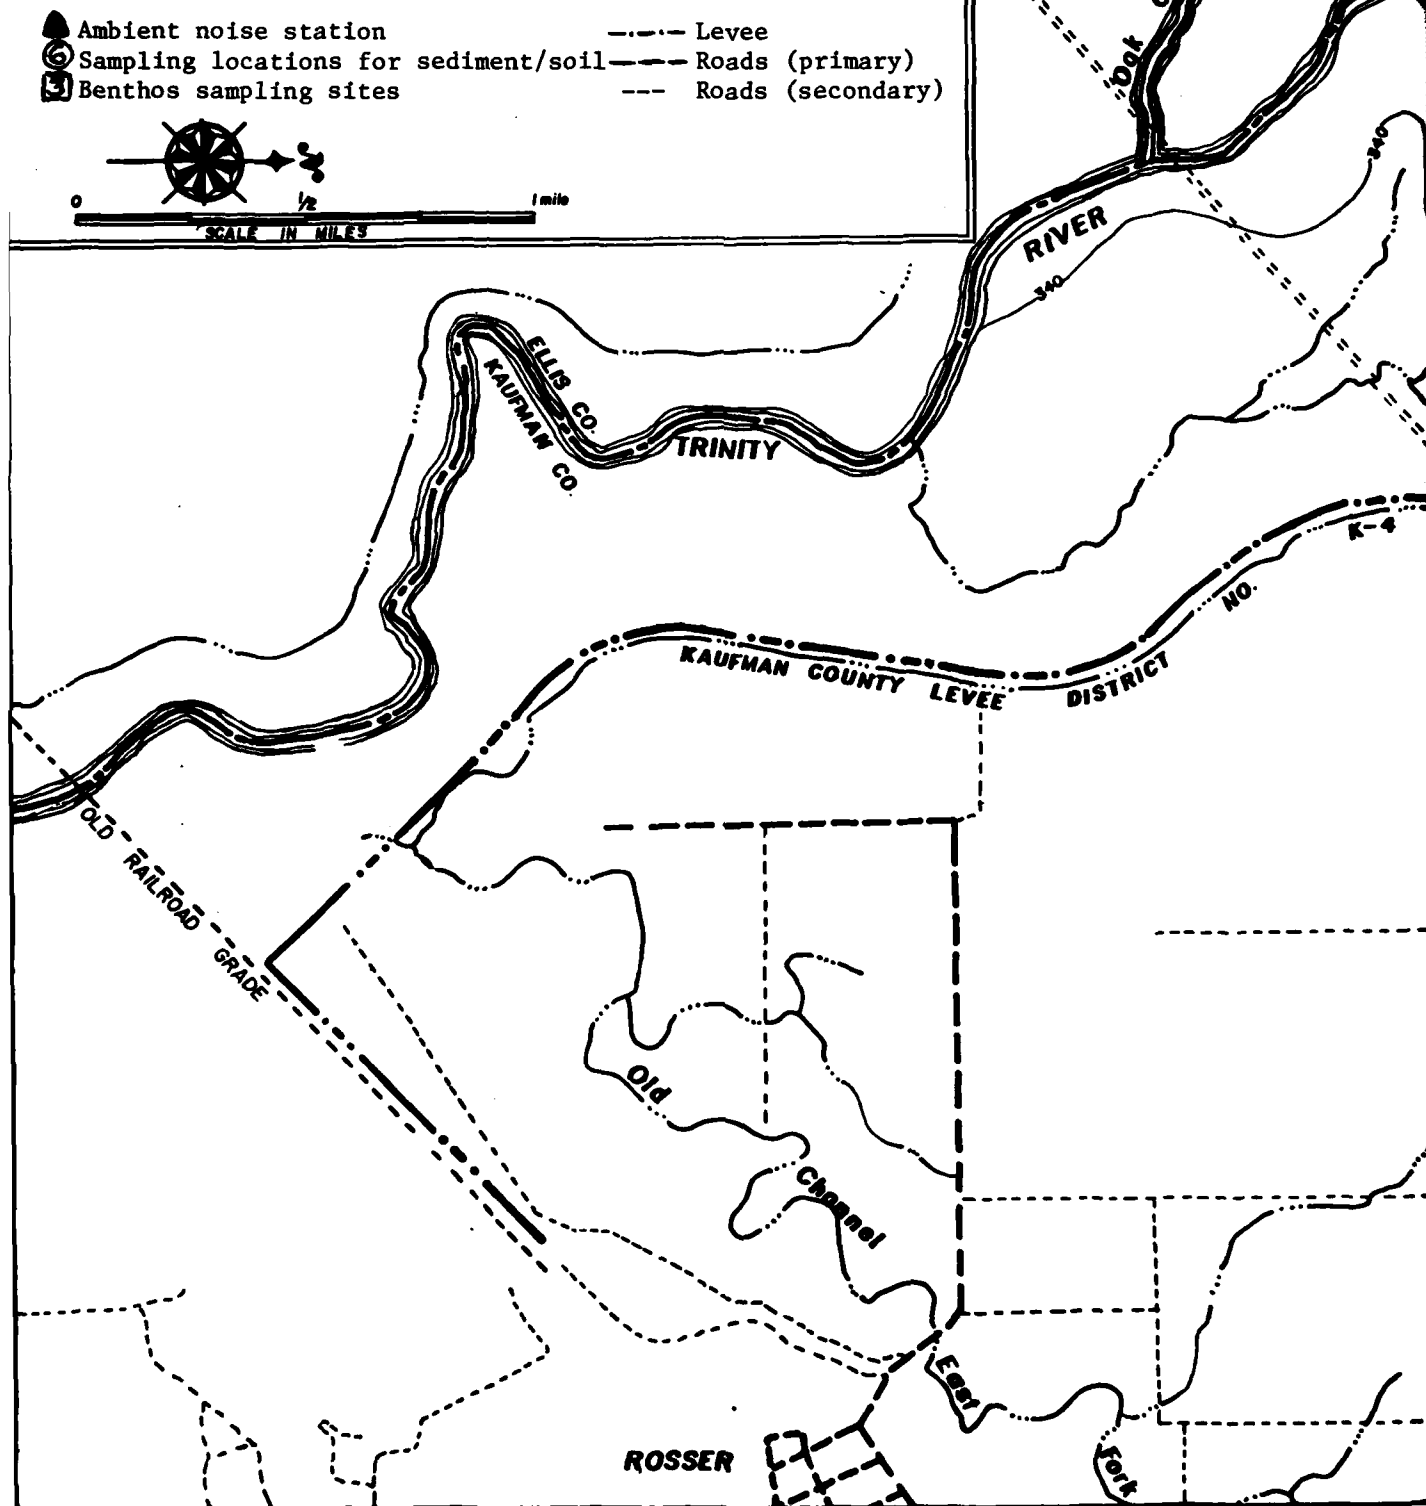 Ambient noise station
Levee
6 Sampling locations for sediment/soil
Roads (primary)
3 Benthos sampling sites
Roads (secondary)
0 1/2 1 mile
SCALE IN MILES
Oak
RIVER
340
340
ELLIS CO.
KAUFMAN CO.
TRINITY
K-4
NO.
KAUFMAN COUNTY LEVEE DISTRICT
OLD RAILROAD GRADE
Old
Channel
East
Fork
ROSSER